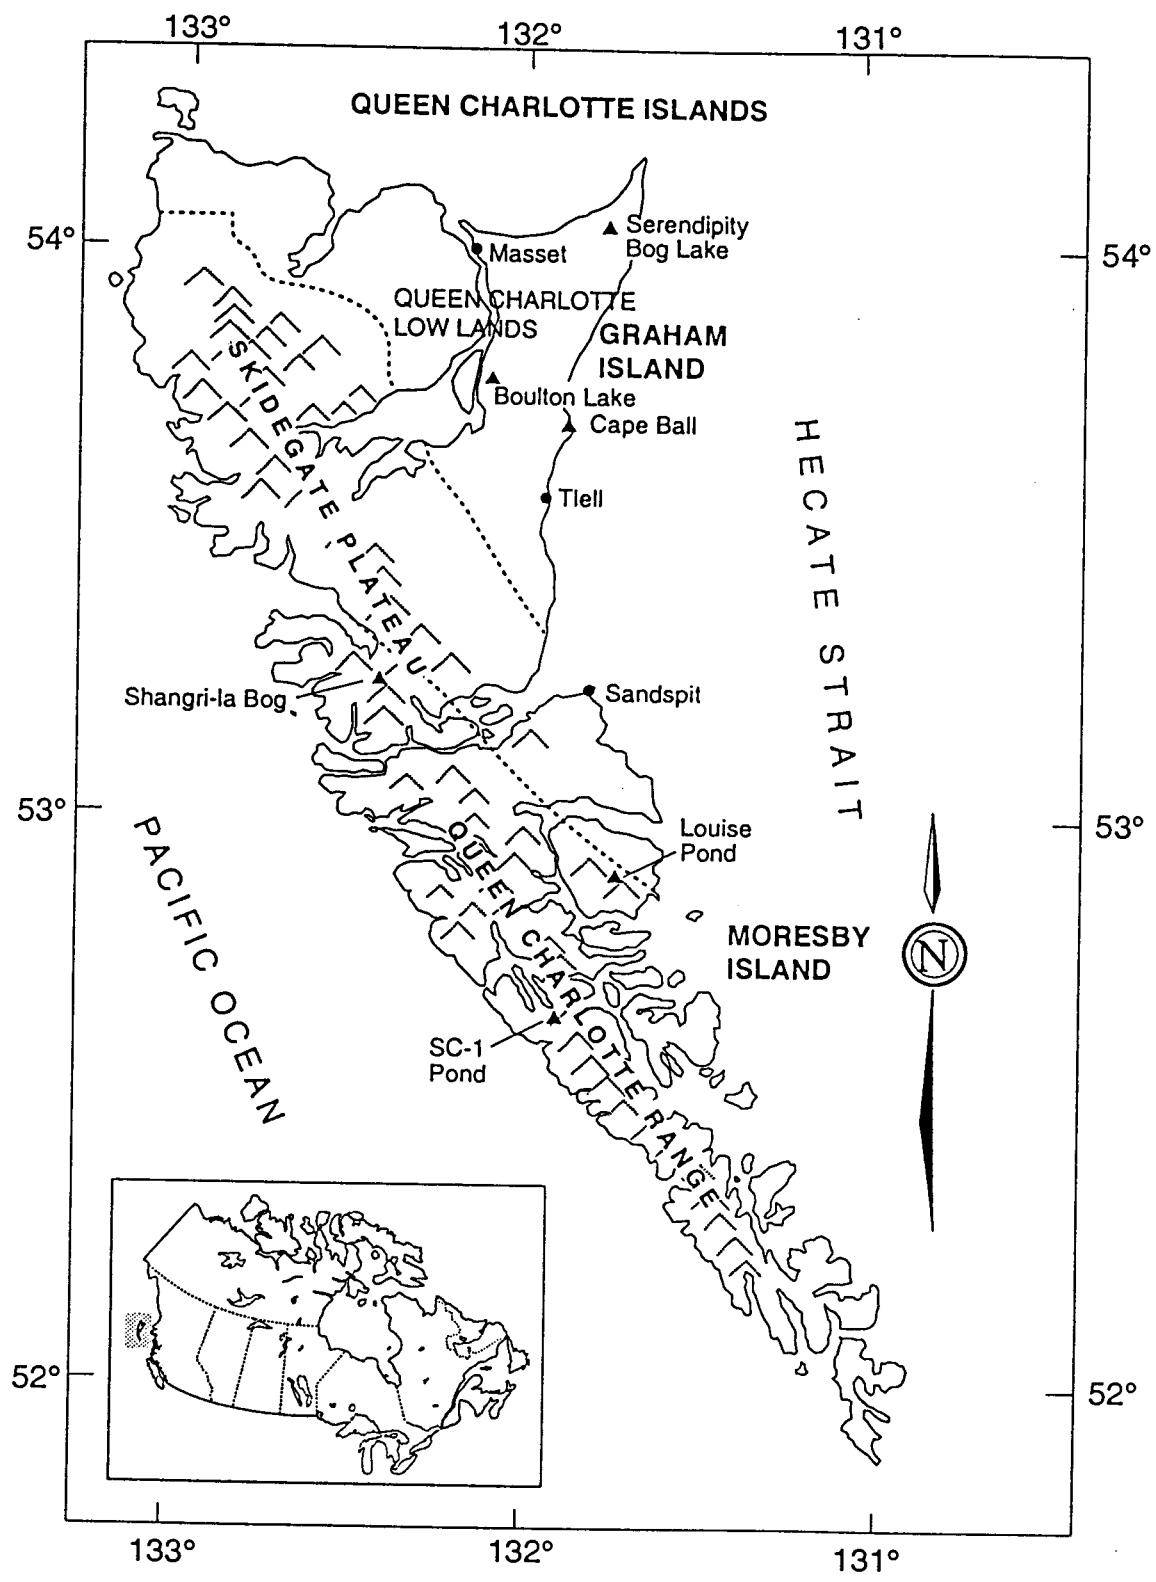 133°
132°
131°
QUEEN CHARLOTTE ISLANDS
54°
54°
Serendipity
Bog Lake
Masset
QUEEN CHARLOTTE
LOW LANDS
GRAHAM
ISLAND
Boulton Lake
Cape Ball
Tlell
SKIDEGATE PLATEAU
HECATE STRAIT
Shangri-la Bog
Sandspit
53°
53°
Louise
Pond
PACIFIC OCEAN
QUEEN CHARLOTTE RANGE
MORESBY
ISLAND
N
SC-1
Pond
52°
52°
133°
132°
131°